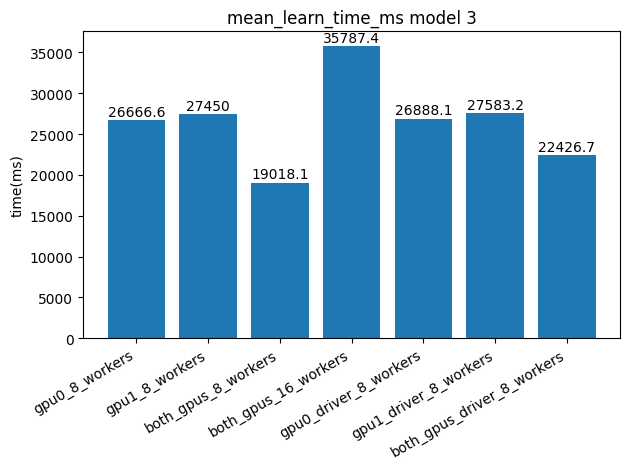 mean_learn_time_ms model 3
time(ms)
35000
30000
25000
20000
15000
10000
5000
0
26666.6
27450
19018.1
35787.4
26888.1
27583.2
22426.7
gpu0_8_workers
gpu1_8_workers
both_gpus_8_workers
both_gpus_16_workers
gpu0_driver_8_workers
gpu1_driver_8_workers
both_gpus_driver_8_workers